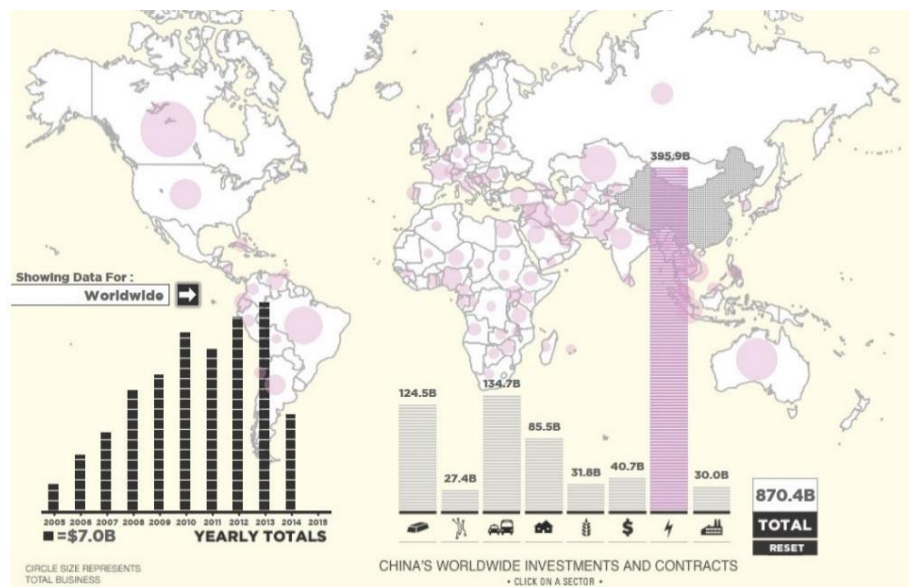 395.9B
Showing Data For :
Worldwide
124.5B
134.7B
85.5B
27.4B
31.8B
40.7B
30.0B
870.4B
TOTAL
RESET
2005 2006 2007 2008 2009 2010 2011 2012 2013 2014 2015
=$7.0B
YEARLY TOTALS
$
CIRCLE SIZE REPRESENTS
TOTAL BUSINESS
CHINA'S WORLDWIDE INVESTMENTS AND CONTRACTS
• CLICK ON A SECTOR •